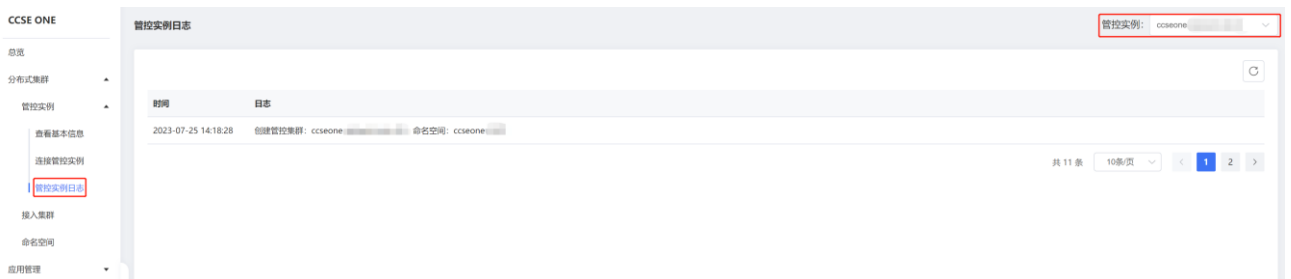 CCSE ONE
总览
分布式集群
管控实例
查看基本信息
连接管控实例
管控实例日志
接入集群
命名空间
应用管理
管控实例日志
管控实例: ccseone
时间 日志
2023-07-25 14:18:28 创建管控集群: ccseone 命名空间: ccseone
共 11 条 10条/页 < 1 2 >